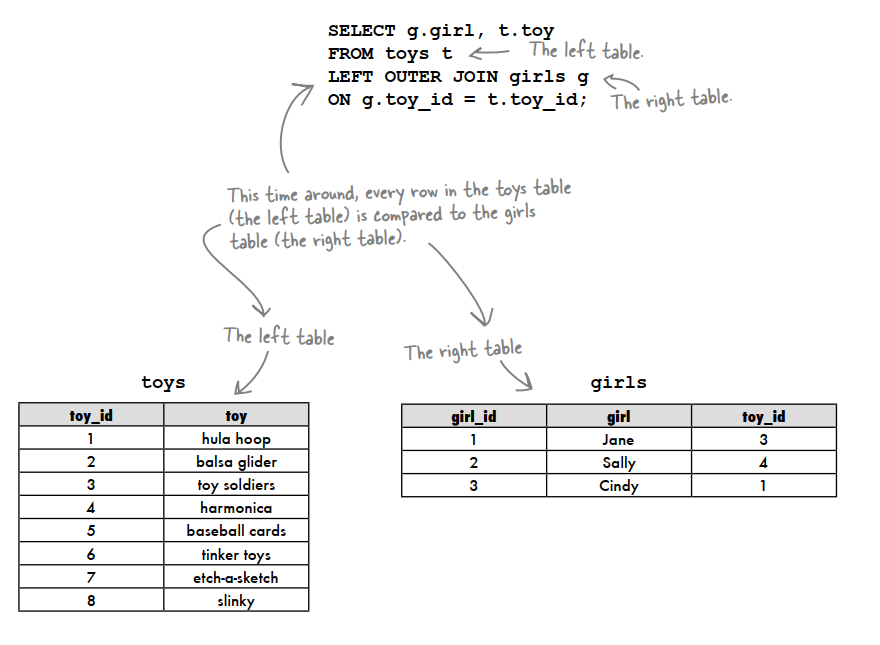 SELECT g.girl, t.toy
FROM toys t
The left table.
LEFT OUTER JOIN girls g
ON g.toy_id = t.toy_id;
The right table.
This time around, every row in the toys table
(the left table) is compared to the girls
table (the right table).
The left table
The right table
toys
toy_id toy
1 hula hoop
2 balsa glider
3 toy soldiers
4 harmonica
5 baseball cards
6 tinker toys
7 etch-a-sketch
8 slinky
girls
girl_id girl toy_id
1 Jane 3
2 Sally 4
3 Cindy 1